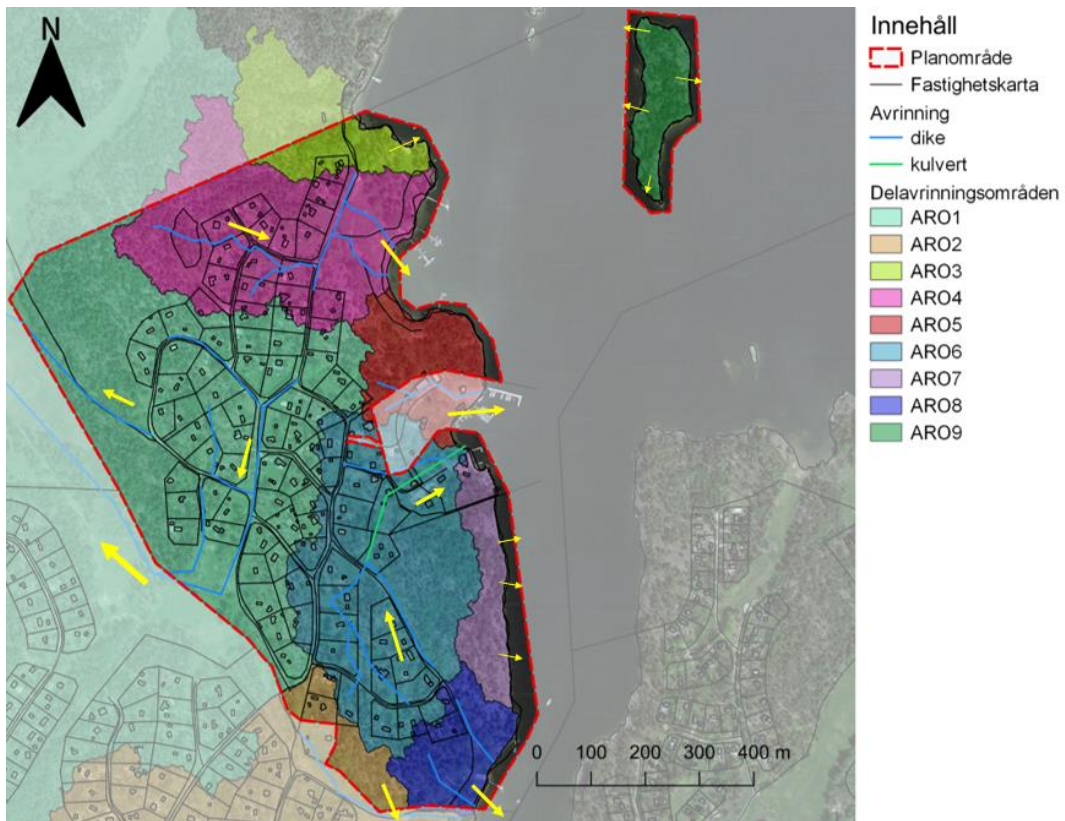 N
0 100 200 300 400 m
Innehåll
Planområde
Fastighetskarta
Avrinning
dike
kulvert
Delavrinningsområden
ARO1
ARO2
ARO3
ARO4
ARO5
ARO6
ARO7
ARO8
ARO9